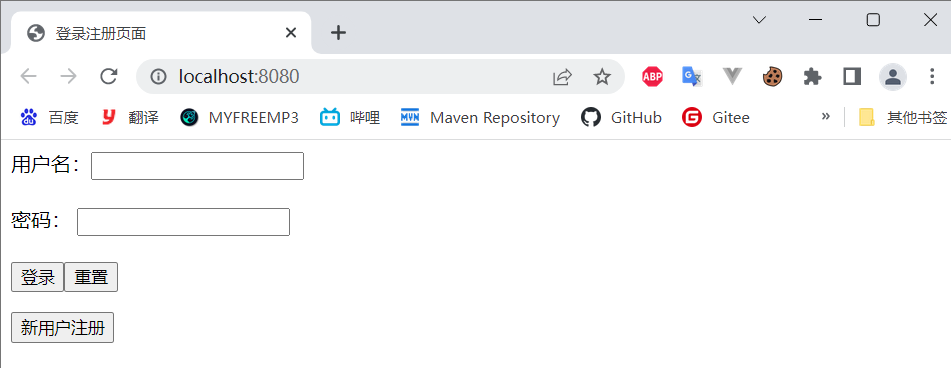 登录注册页面
localhost:8080
ABP
百度 翻译 MYFREEMP3 哔哩 MVN Maven Repository GitHub Gitee » 其他书签
用户名：
密码：
登录 重置
新用户注册